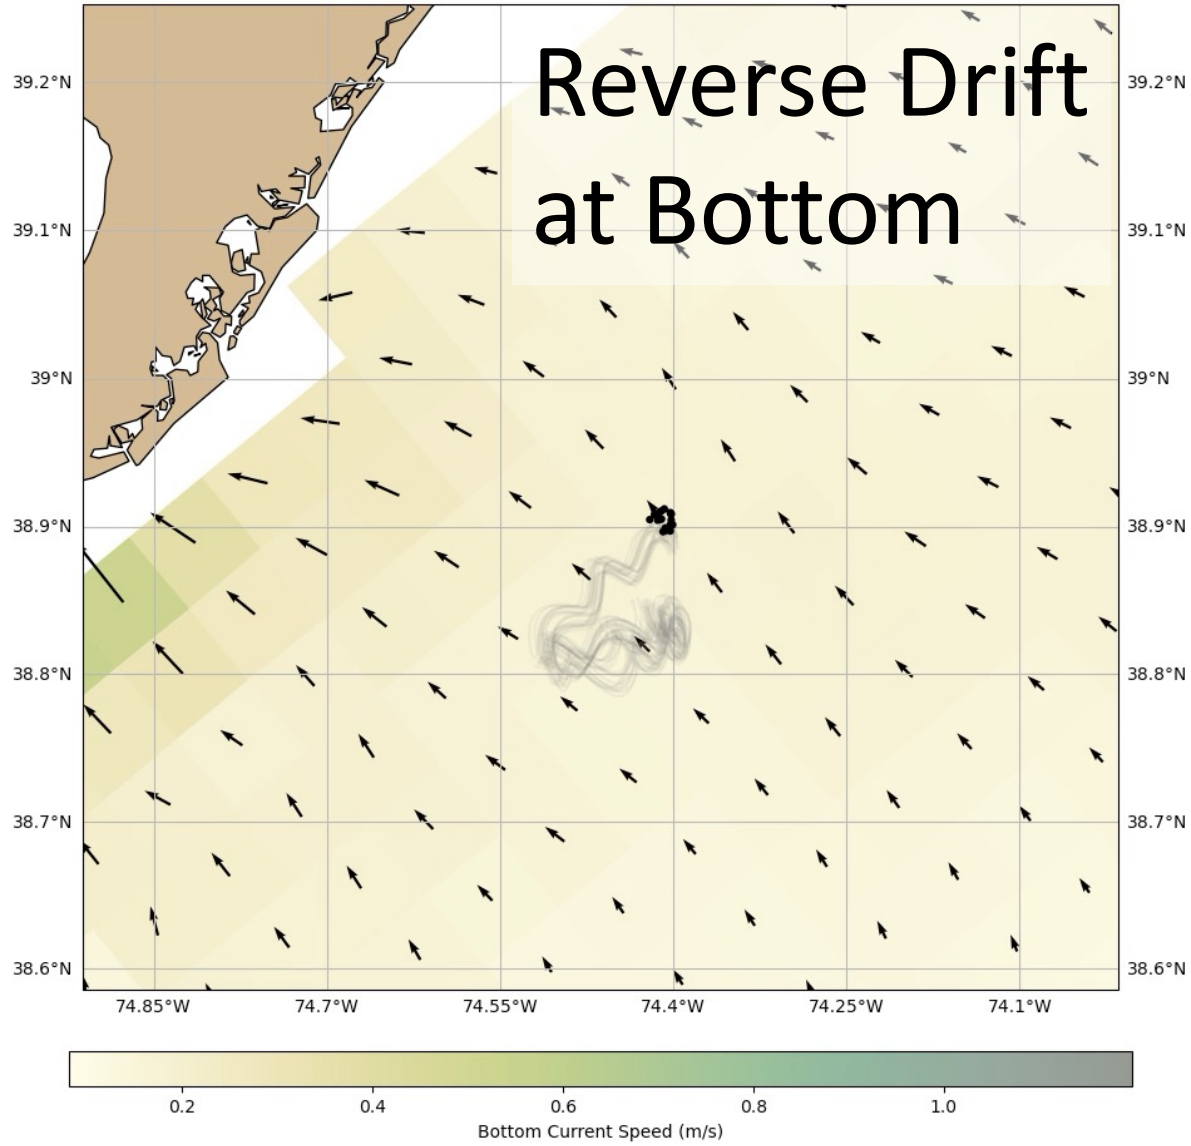 Reverse Drift
at Bottom
39.2°N 39.2°N
39.1°N 39.1°N
39°N 39°N
38.9°N 38.9°N
38.8°N 38.8°N
38.7°N 38.7°N
38.6°N 38.6°N
74.85°W 74.7°W 74.55°W 74.4°W 74.25°W 74.1°W
0.2 0.4 0.6 0.8 1.0
Bottom Current Speed (m/s)